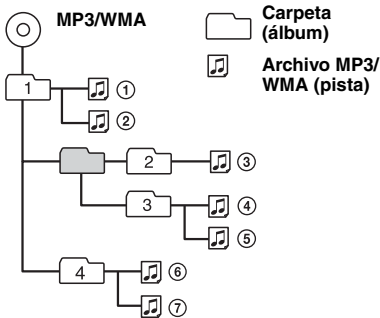 MP3/WMA
Carpeta
(álbum)
Archivo MP3/
WMA (pista)
1
①
②
2
③
3
④
⑤
4
⑥
⑦